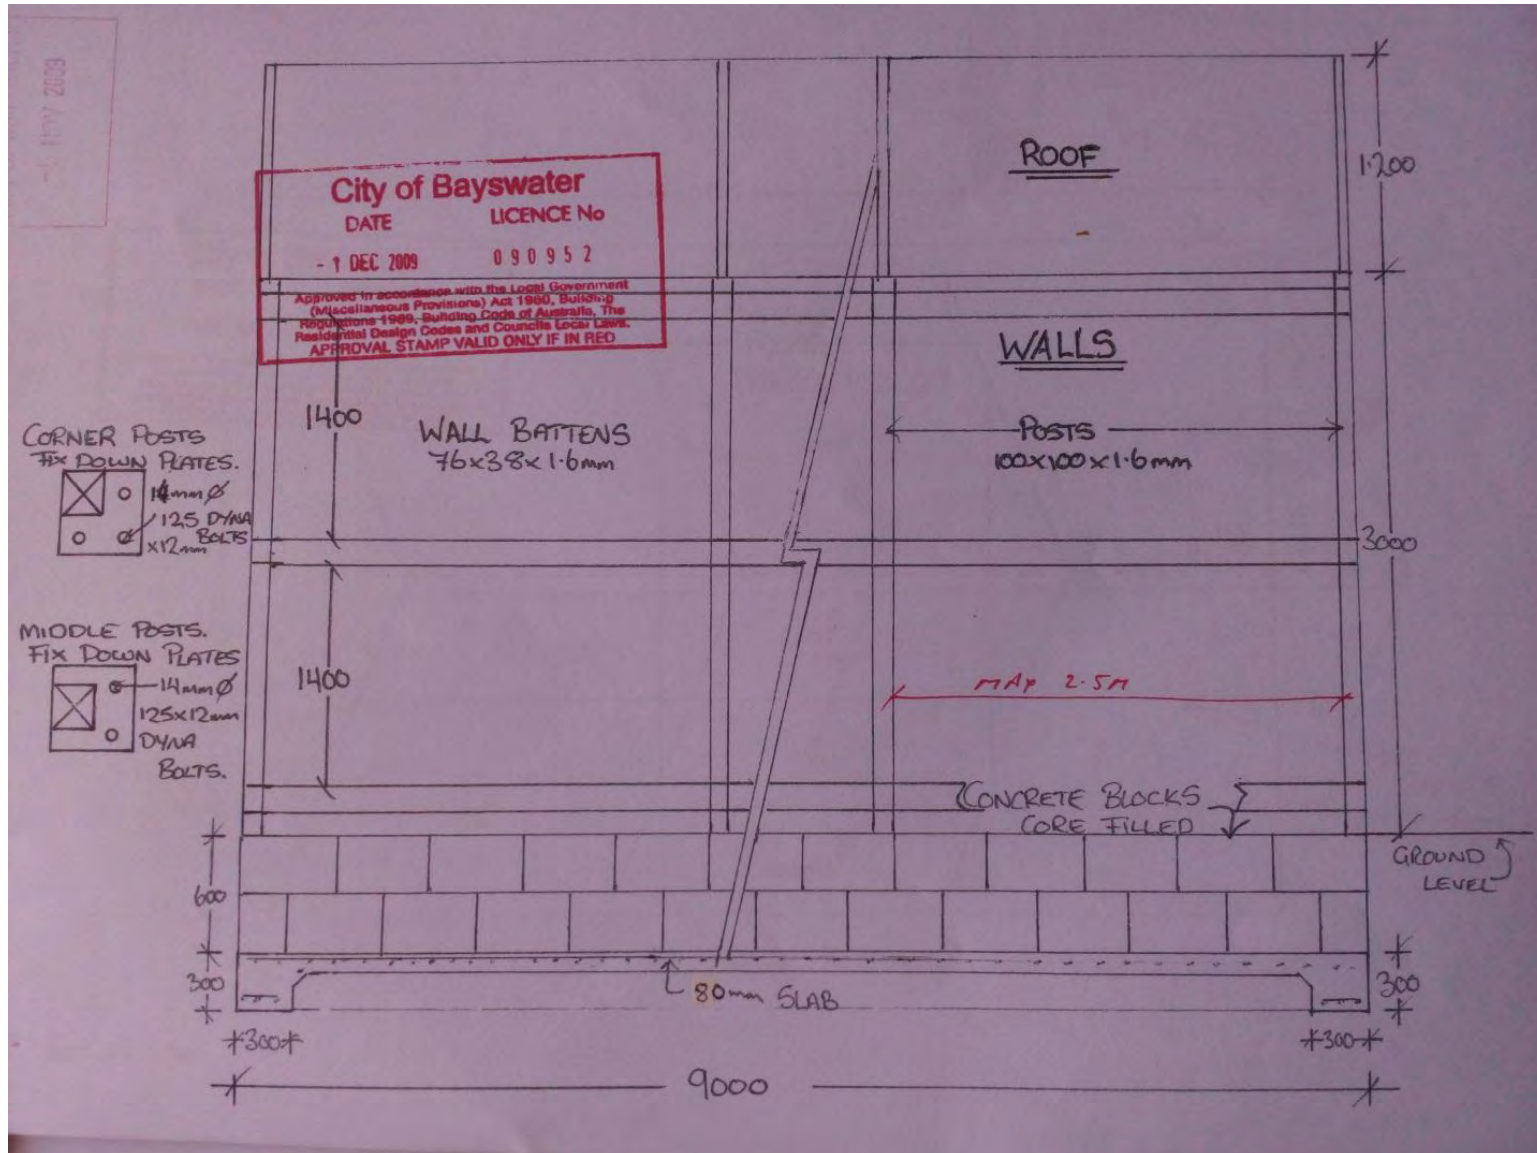 -4 NOV 2009
ROOF
1·200
City of Bayswater
DATE LICENCE No
- 1 DEC 2009 090952
Approved in accordance with the Local Government
(Miscellaneous Provisions) Act 1960, Building
Regulations 1989, Building Code of Australia, The
Residential Design Codes and Councils Local Laws.
APPROVAL STAMP VALID ONLY IF IN RED
WALLS
1400
WALL BATTENS
76x38x1·6mm
POSTS
100x100x1·6mm
CORNER POSTS
FIX DOWN PLATES.
14mm Ø
125 DYNA
BOLTS
x12mm
3000
MIDDLE POSTS.
FIX DOWN PLATES
14mm Ø
125x12mm
DYNA
BOLTS.
1400
MAX 2·5M
CONCRETE BLOCKS
CORE FILLED
GROUND
LEVEL
600
300
80mm SLAB
300
300
300
9000